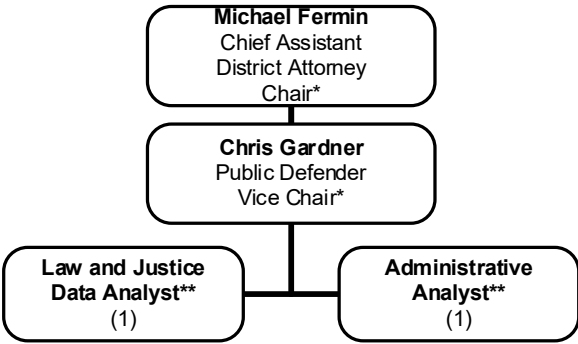 Michael Fermin
Chief Assistant
District Attorney
Chair*
Chris Gardner
Public Defender
Vice Chair*
Law and Justice
Data Analyst**
(1)
Administrative
Analyst**
(1)